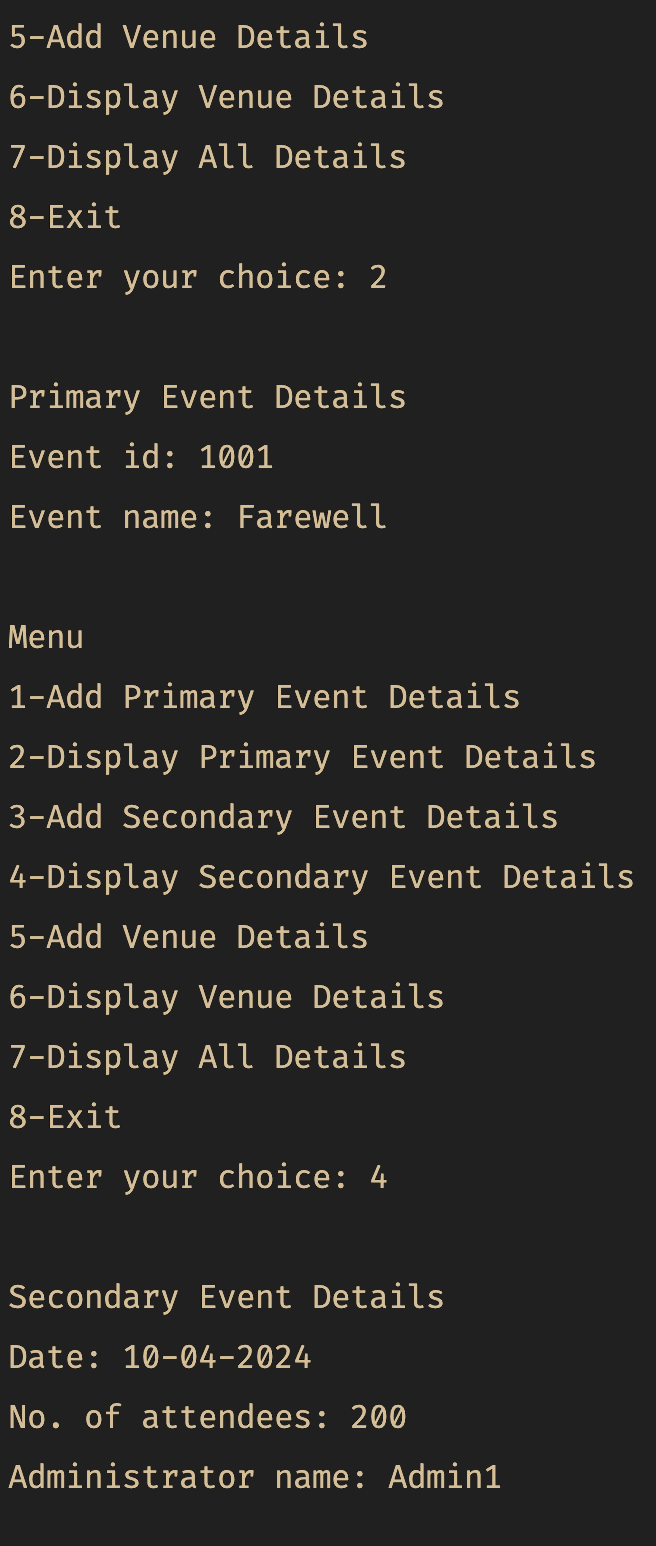 5-Add Venue Details
6-Display Venue Details
7-Display All Details
8-Exit
Enter your choice: 2
Primary Event Details
Event id: 1001
Event name: Farewell
Menu
1-Add Primary Event Details
2-Display Primary Event Details
3-Add Secondary Event Details
4-Display Secondary Event Details
5-Add Venue Details
6-Display Venue Details
7-Display All Details
8-Exit
Enter your choice: 4
Secondary Event Details
Date: 10-04-2024
No. of attendees: 200
Administrator name: Admin1